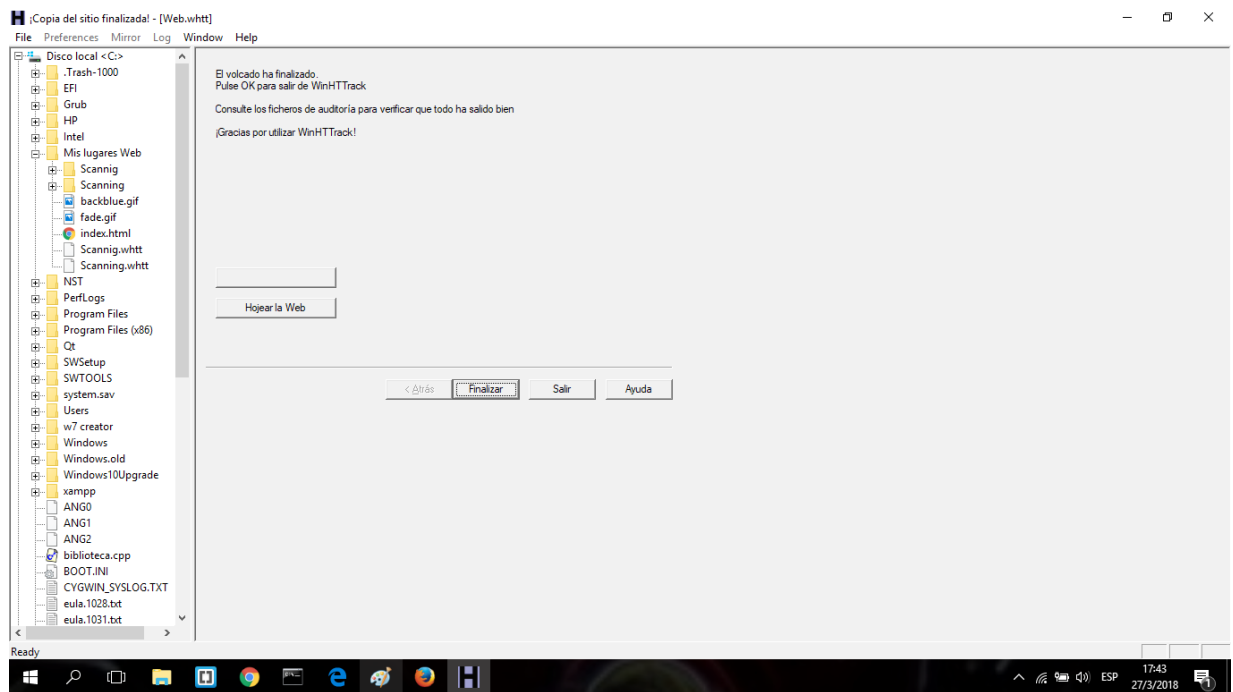 ¡Copia del sitio finalizada! - [Web.whtt]
File Preferences Mirror Log Window Help
Disco local <C:>
.Trash-1000
EFI
Grub
HP
Intel
Mis lugares Web
Scannig
Scanning
backblue.gif
fade.gif
index.html
Scannig.whtt
Scanning.whtt
NST
PerfLogs
Program Files
Program Files (x86)
Qt
SWSetup
SWTOOLS
system.sav
Users
w7 creator
Windows
Windows.old
Windows10Upgrade
xampp
ANG0
ANG1
ANG2
biblioteca.cpp
BOOT.INI
CYGWIN_SYSLOG.TXT
eula.1028.txt
eula.1031.txt
El volcado ha finalizado.
Pulse OK para salir de WinHTTrack
Consulte los ficheros de auditoría para verificar que todo ha salido bien
¡Gracias por utilizar WinHTTrack!
Hojear la Web
< Atrás Finalizar Salir Ayuda
Ready
ESP
17:43
27/3/2018